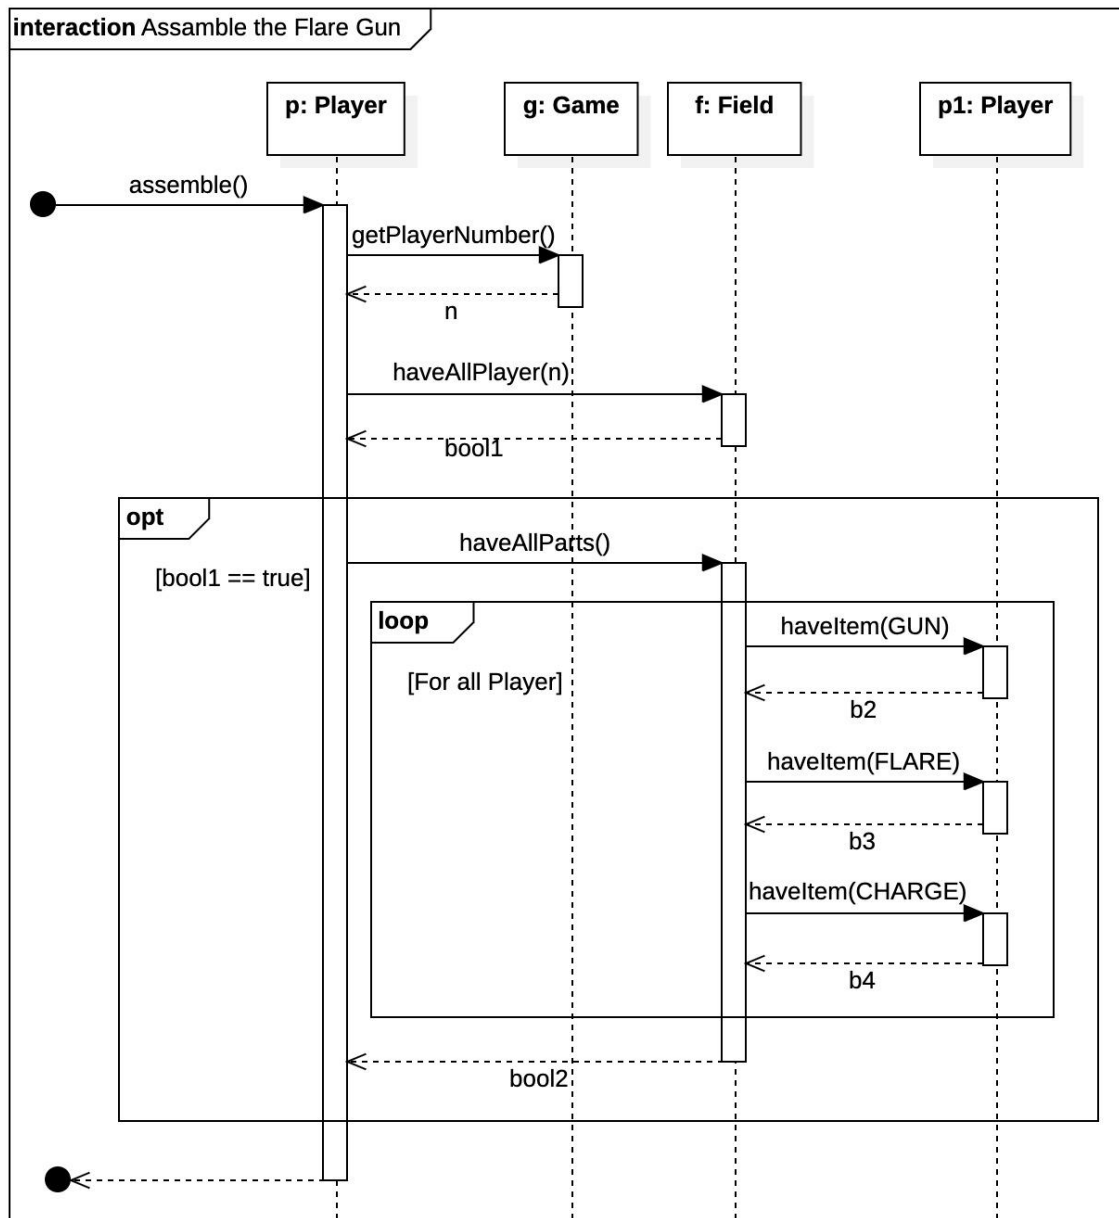 interaction Assamble the Flare Gun
p: Player
g: Game
f: Field
p1: Player
assemble()
getPlayerNumber()
n
haveAllPlayer(n)
bool1
opt
haveAllParts()
[bool1 == true]
loop
haveItem(GUN)
[For all Player]
b2
haveItem(FLARE)
b3
haveItem(CHARGE)
b4
bool2